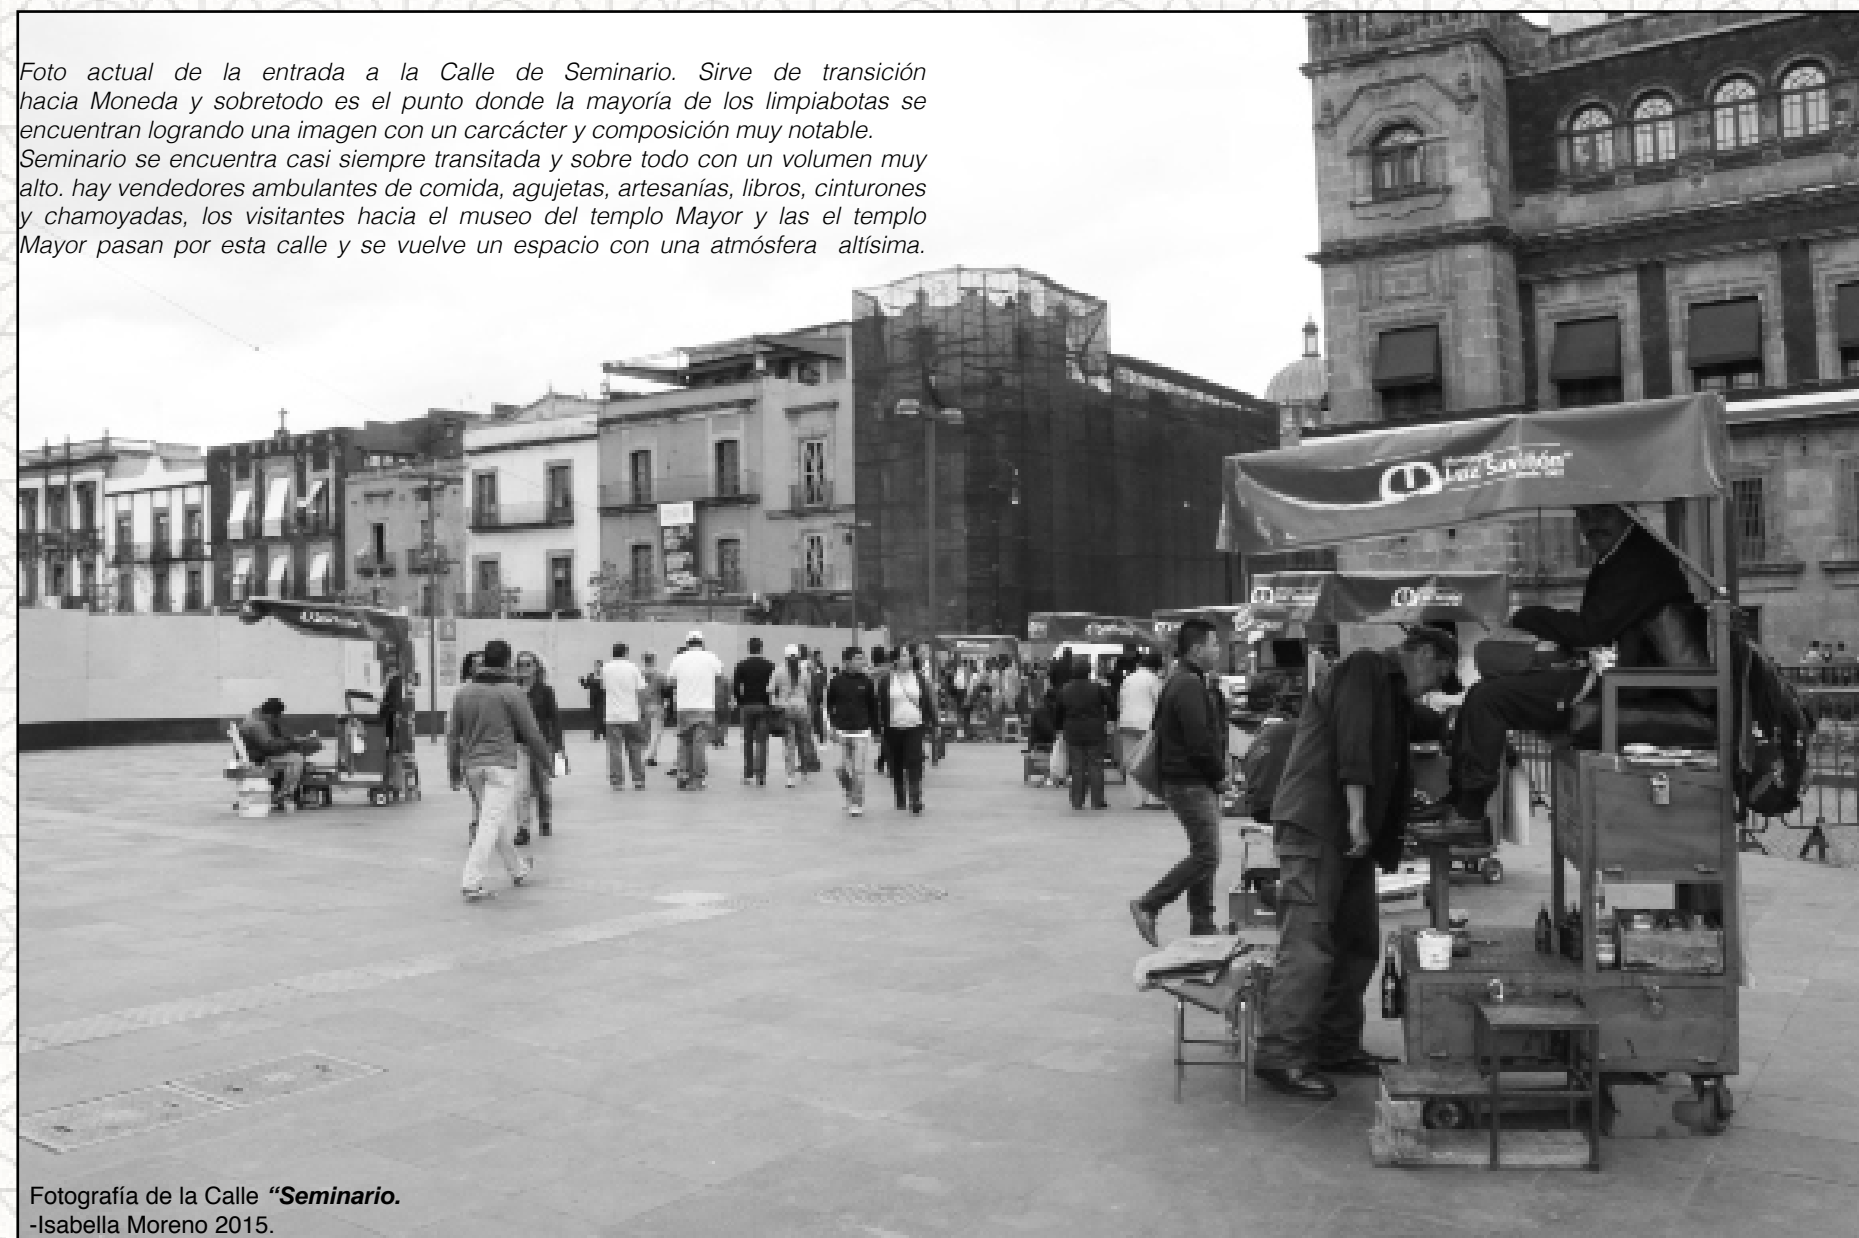 Foto actual de la entrada a la Calle de Seminario. Sirve de transición
hacia Moneda y sobretodo es el punto donde la mayoría de los limpiabotas se
encuentran logrando una imagen con un carcácter y composición muy notable.
Seminario se encuentra casi siempre transitada y sobre todo con un volumen muy
alto. hay vendedores ambulantes de comida, agujetas, artesanías, libros, cinturones
y chamoyadas, los visitantes hacia el museo del templo Mayor y las el templo
Mayor pasan por esta calle y se vuelve un espacio con una atmósfera altísima.
Luz Saviñón
Fotografía de la Calle “Seminario.
-Isabella Moreno 2015.